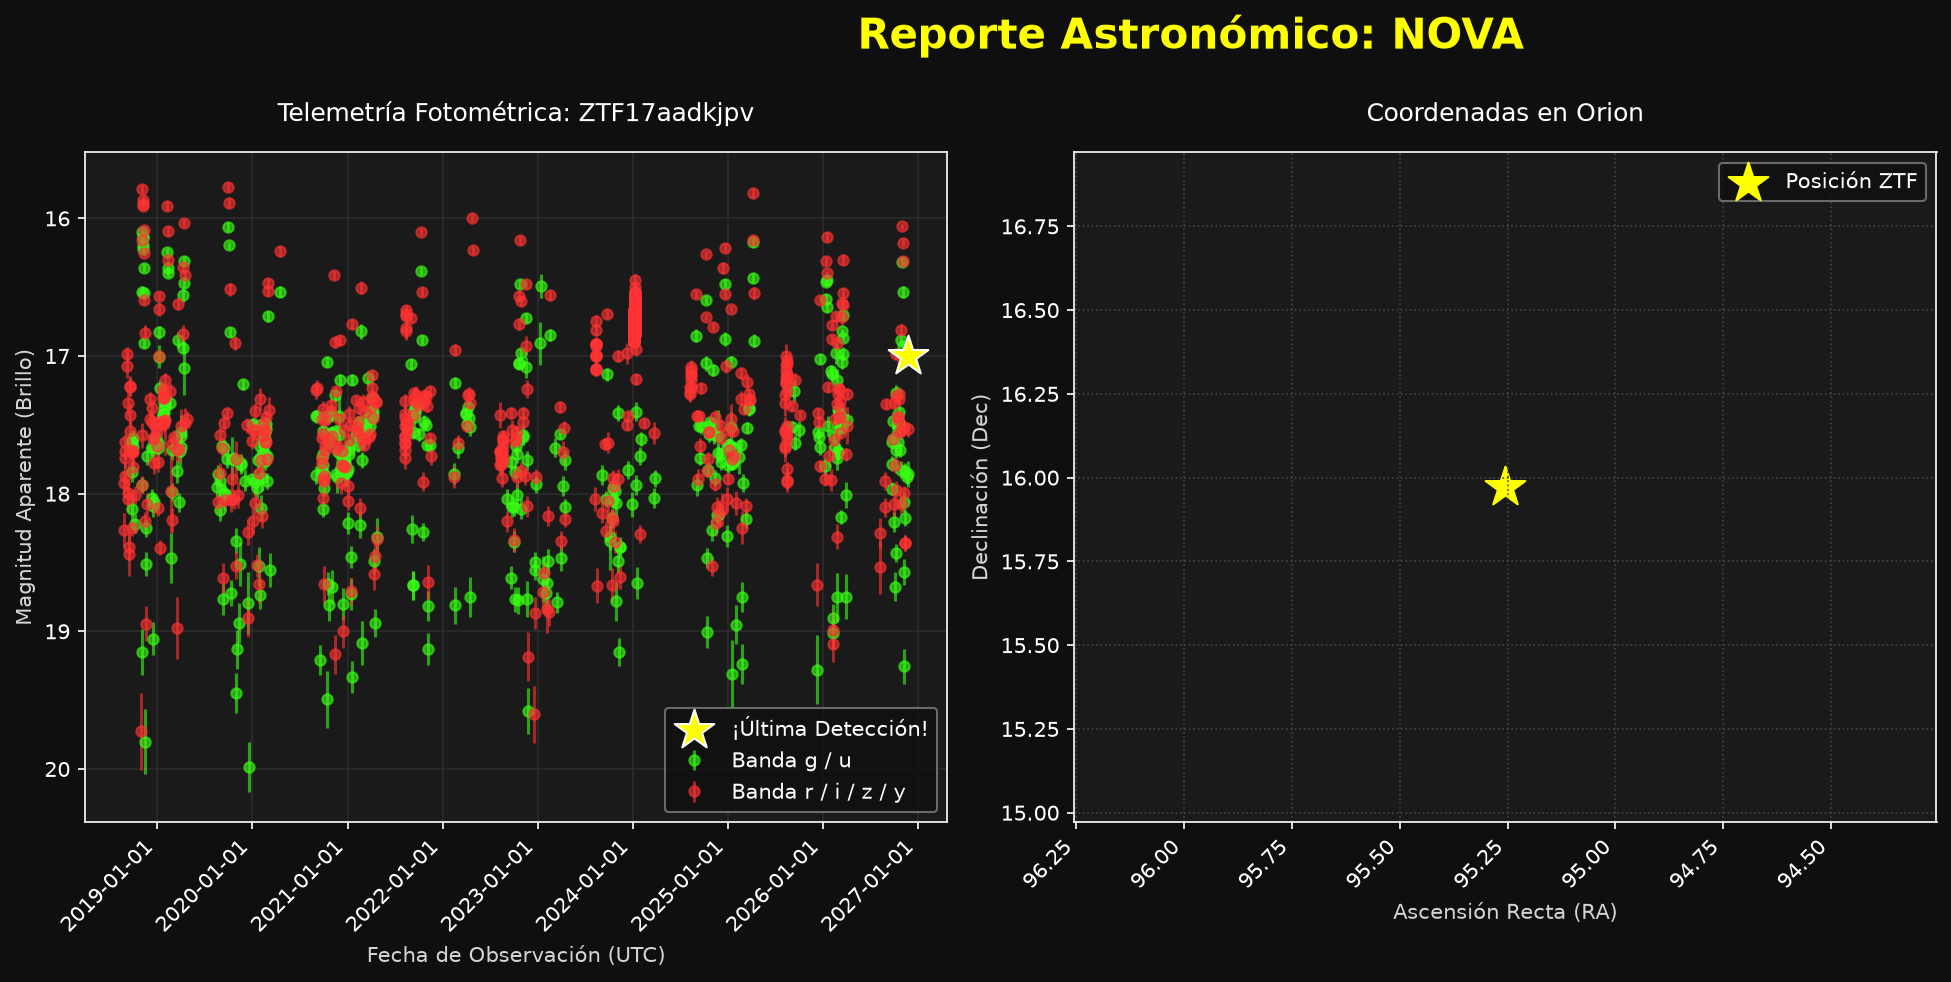 Reporte Astronómico: NOVA
Telemetría Fotométrica: ZTF17aadkjpv
Magnitud Aparente (Brillo)
16
17
18
19
20
¡Última Detección!
Banda g / u
Banda r / i / z / y
2019-01-01
2020-01-01
2021-01-01
2022-01-01
2023-01-01
2024-01-01
2025-01-01
2026-01-01
2027-01-01
Fecha de Observación (UTC)
Coordenadas en Orion
Posición ZTF
Declinación (Dec)
16.75
16.50
16.25
16.00
15.75
15.50
15.25
15.00
96.25
96.00
95.75
95.50
95.25
95.00
94.75
94.50
Ascensión Recta (RA)